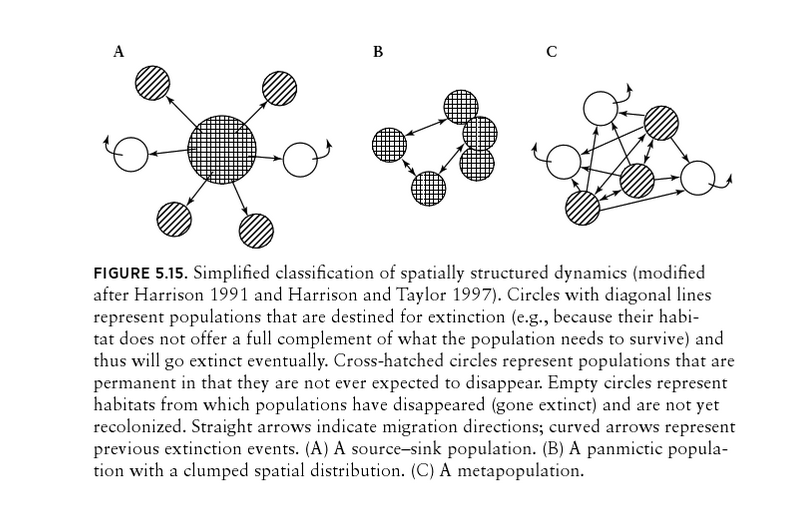 A
B
C
FIGURE 5.15. Simplified classification of spatially structured dynamics (modified
after Harrison 1991 and Harrison and Taylor 1997). Circles with diagonal lines
represent populations that are destined for extinction (e.g., because their habi-
tat does not offer a full complement of what the population needs to survive) and
thus will go extinct eventually. Cross-hatched circles represent populations that are
permanent in that they are not ever expected to disappear. Empty circles represent
habitats from which populations have disappeared (gone extinct) and are not yet
recolonized. Straight arrows indicate migration directions; curved arrows represent
previous extinction events. (A) A source–sink population. (B) A panmictic popula-
tion with a clumped spatial distribution. (C) A metapopulation.